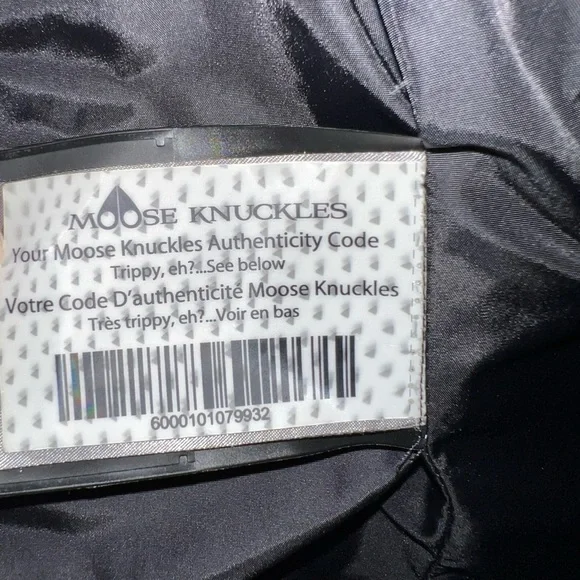 MOOSE KNUCKLES
Your Moose Knuckles Authenticity Code
Trippy, eh?...See below
Votre Code D'authenticité Moose Knuckles
Très trippy, eh?...Voir en bas
6000101079932